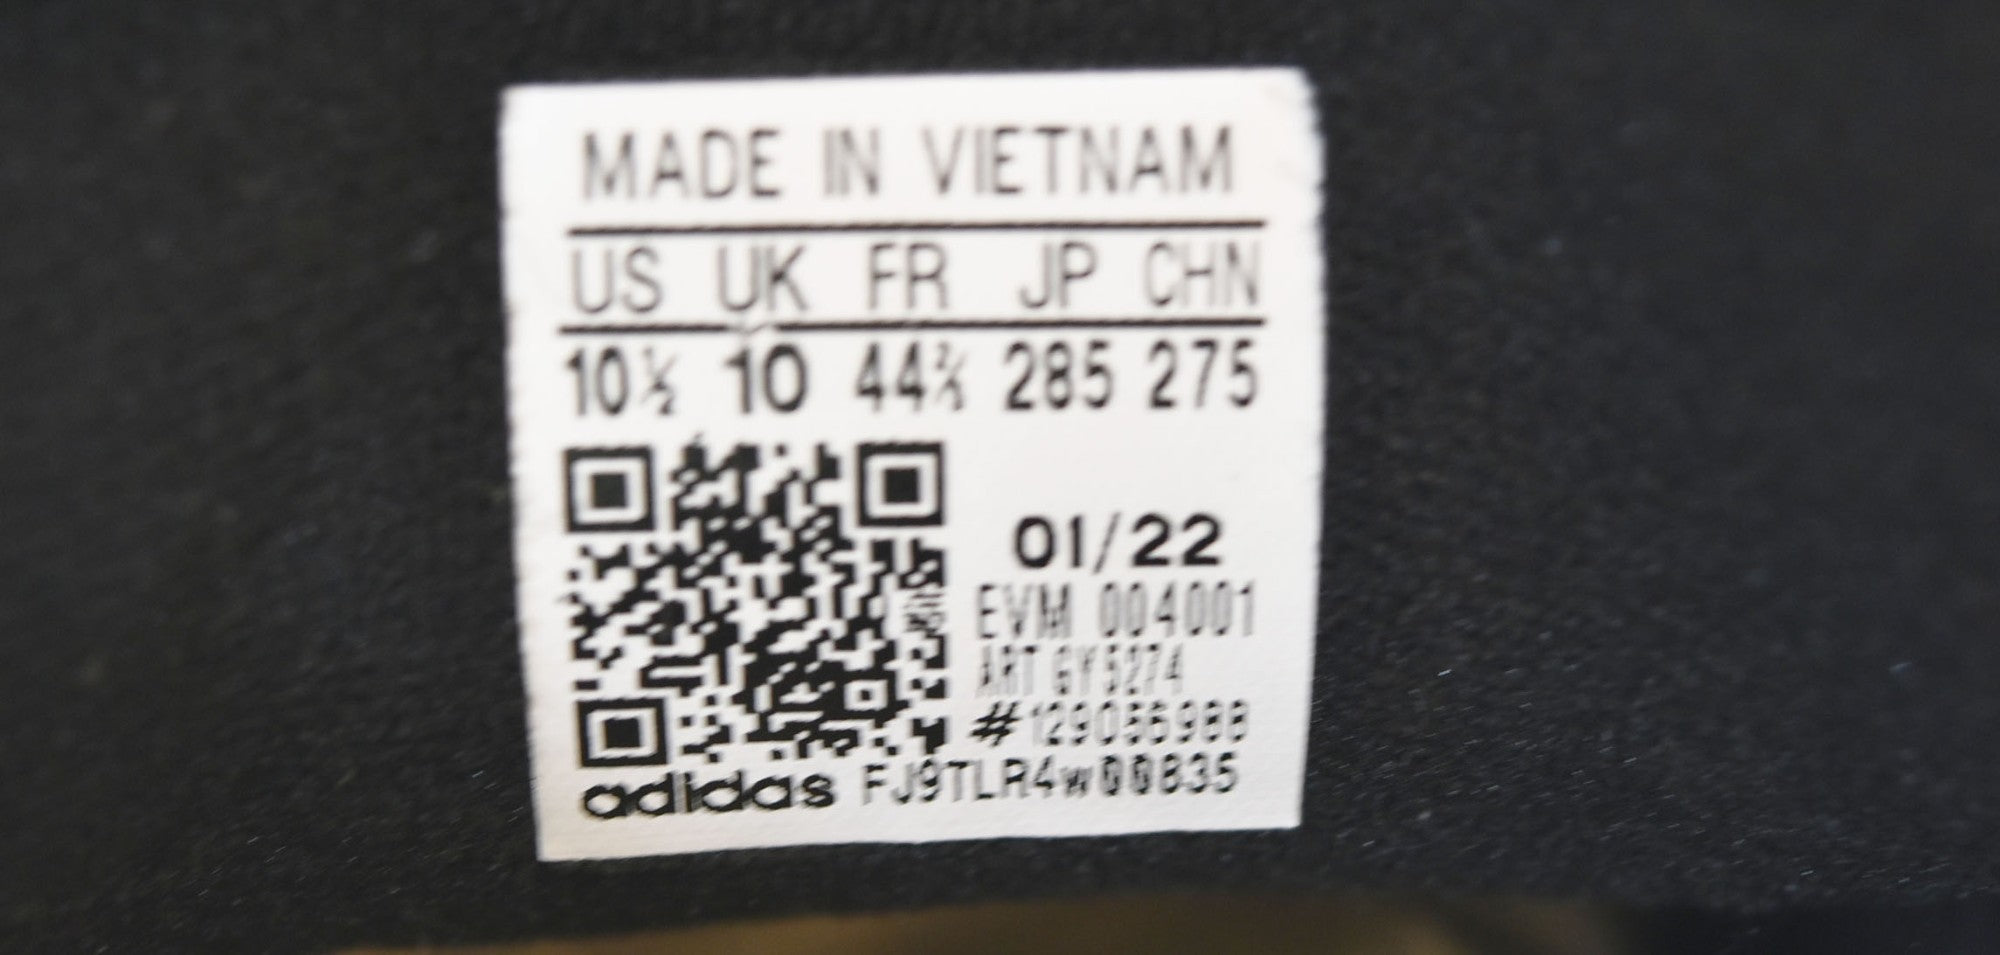 MADE IN VIETNAM
US UK FR JP CHN
10½ 10 44⅔ 285 275
01/22
EVM 004001
ART GY5274
#129056988
adidas FJ9TLR4W00835